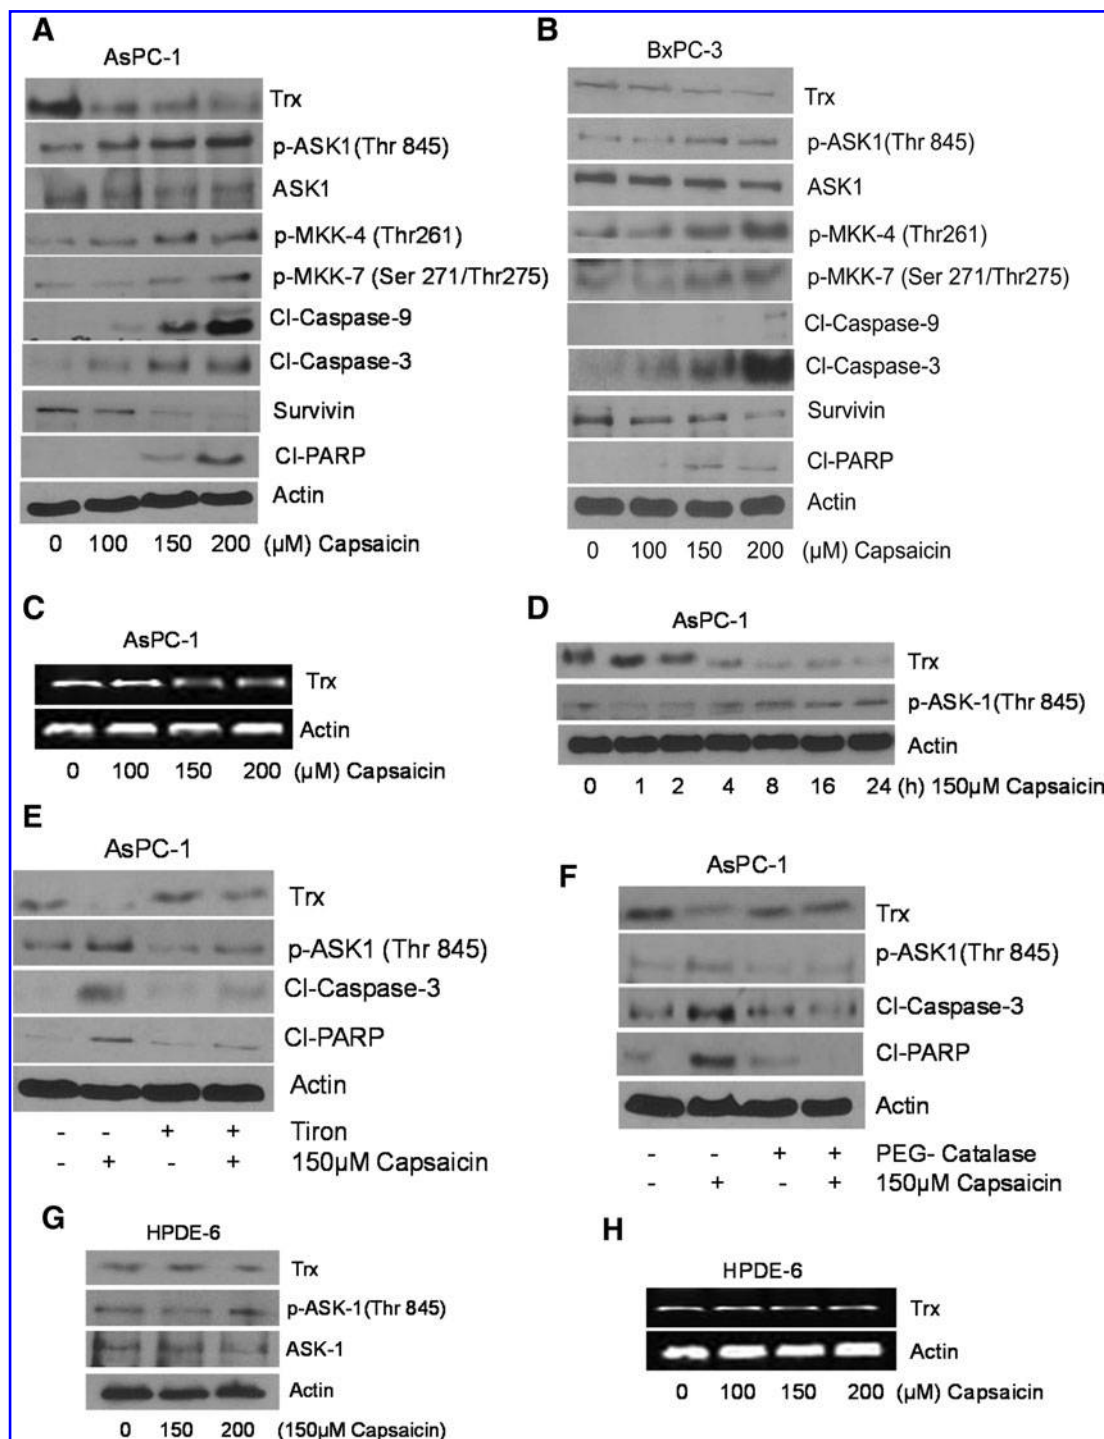 A
AsPC-1
Trx
p-ASK1(Thr 845)
ASK1
p-MKK-4 (Thr261)
p-MKK-7 (Ser 271/Thr275)
Cl-Caspase-9
Cl-Caspase-3
Survivin
Cl-PARP
Actin
0 100 150 200 (µM) Capsaicin
B
BxPC-3
Trx
p-ASK1(Thr 845)
ASK1
p-MKK-4 (Thr261)
p-MKK-7 (Ser 271/Thr275)
Cl-Caspase-9
Cl-Caspase-3
Survivin
Cl-PARP
Actin
0 100 150 200 (µM) Capsaicin
C
AsPC-1
Trx
Actin
0 100 150 200 (µM) Capsaicin
D
AsPC-1
Trx
p-ASK-1(Thr 845)
Actin
0 1 2 4 8 16 24 (h) 150µM Capsaicin
E
AsPC-1
Trx
p-ASK1 (Thr 845)
Cl-Caspase-3
Cl-PARP
Actin
- - + + Tiron
- + - + 150µM Capsaicin
F
AsPC-1
Trx
p-ASK1(Thr 845)
Cl-Caspase-3
Cl-PARP
Actin
- - + + PEG- Catalase
- + - + 150µM Capsaicin
G
HPDE-6
Trx
p-ASK-1(Thr 845)
ASK-1
Actin
0 150 200 (150µM Capsaicin)
H
HPDE-6
Trx
Actin
0 100 150 200 (µM) Capsaicin